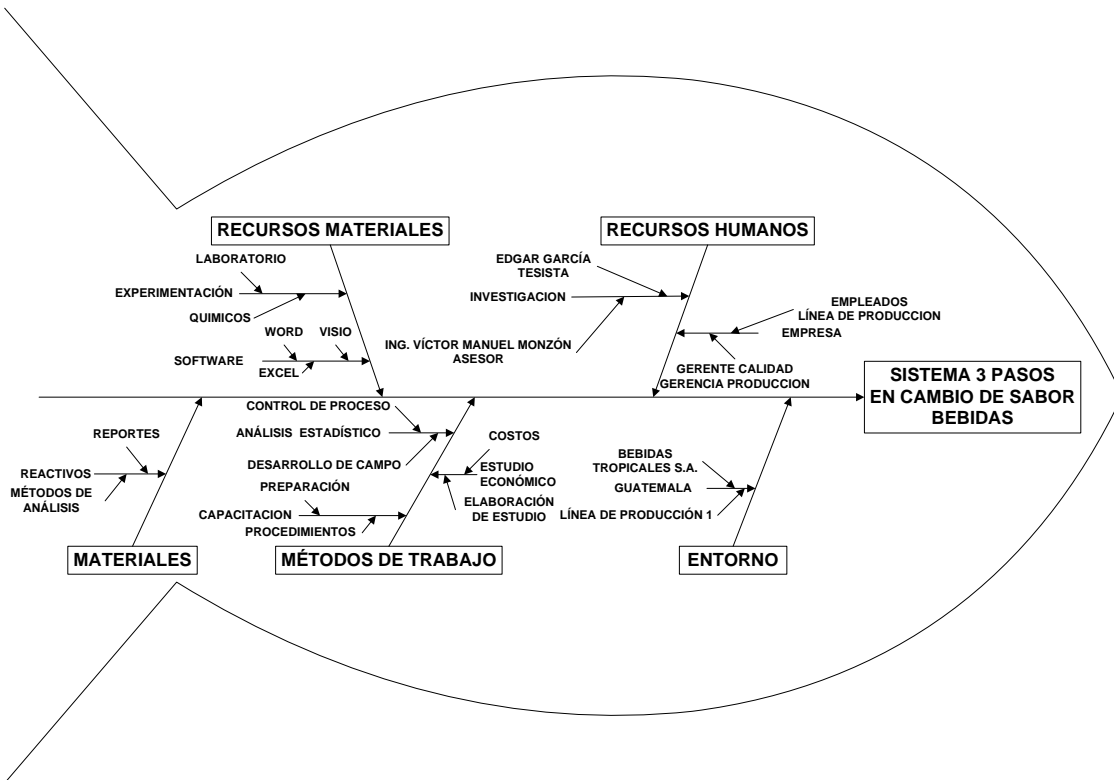 RECURSOS MATERIALES
LABORATORIO
EXPERIMENTACIÓN
QUIMICOS
WORD
VISIO
SOFTWARE
EXCEL
RECURSOS HUMANOS
EDGAR GARCÍA
TESISTA
INVESTIGACION
ING. VÍCTOR MANUEL MONZÓN
ASESOR
EMPLEADOS
LÍNEA DE PRODUCCION
EMPRESA
GERENTE CALIDAD
GERENCIA PRODUCCION
SISTEMA 3 PASOS
EN CAMBIO DE SABOR
BEBIDAS
REPORTES
REACTIVOS
MÉTODOS DE
ANÁLISIS
MATERIALES
CONTROL DE PROCESO
ANÁLISIS ESTADÍSTICO
DESARROLLO DE CAMPO
COSTOS
ESTUDIO
ECONÓMICO
ELABORACIÓN
DE ESTUDIO
PREPARACIÓN
CAPACITACION
PROCEDIMIENTOS
MÉTODOS DE TRABAJO
BEBIDAS
TROPICALES S.A.
GUATEMALA
LÍNEA DE PRODUCCIÓN 1
ENTORNO